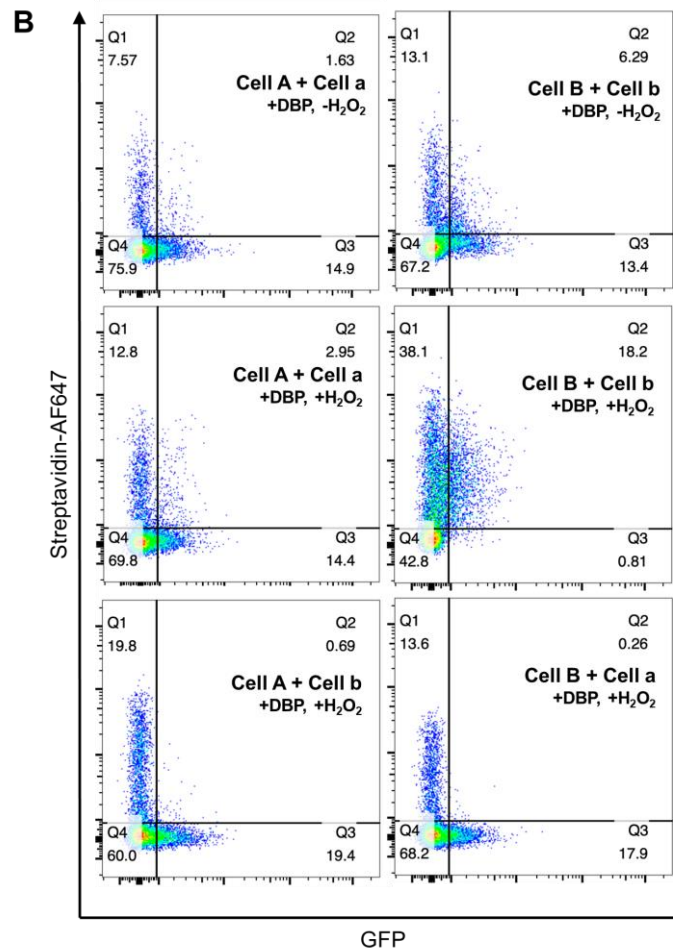 B
Streptavidin-AF647
GFP
Q1
7.57
Q2
1.63
Cell A + Cell a
+DBP, -H₂O₂
Q4
75.9
Q3
14.9
Q1
13.1
Q2
6.29
Cell B + Cell b
+DBP, -H₂O₂
Q4
67.2
Q3
13.4
Q1
12.8
Q2
2.95
Cell A + Cell a
+DBP, +H₂O₂
Q4
69.8
Q3
14.4
Q1
38.1
Q2
18.2
Cell B + Cell b
+DBP, +H₂O₂
Q4
42.8
Q3
0.81
Q1
19.8
Q2
0.69
Cell A + Cell b
+DBP, +H₂O₂
Q4
60.0
Q3
19.4
Q1
13.6
Q2
0.26
Cell B + Cell a
+DBP, +H₂O₂
Q4
68.2
Q3
17.9